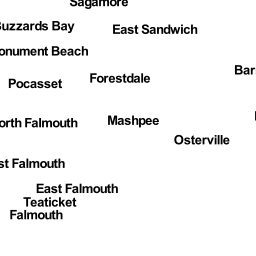 Sagamore
Buzzards Bay
East Sandwich
onument Beach
Bar
Forestdale
Pocasset
Mashpee
orth Falmouth
Osterville
st Falmouth
East Falmouth
Teaticket
Falmouth